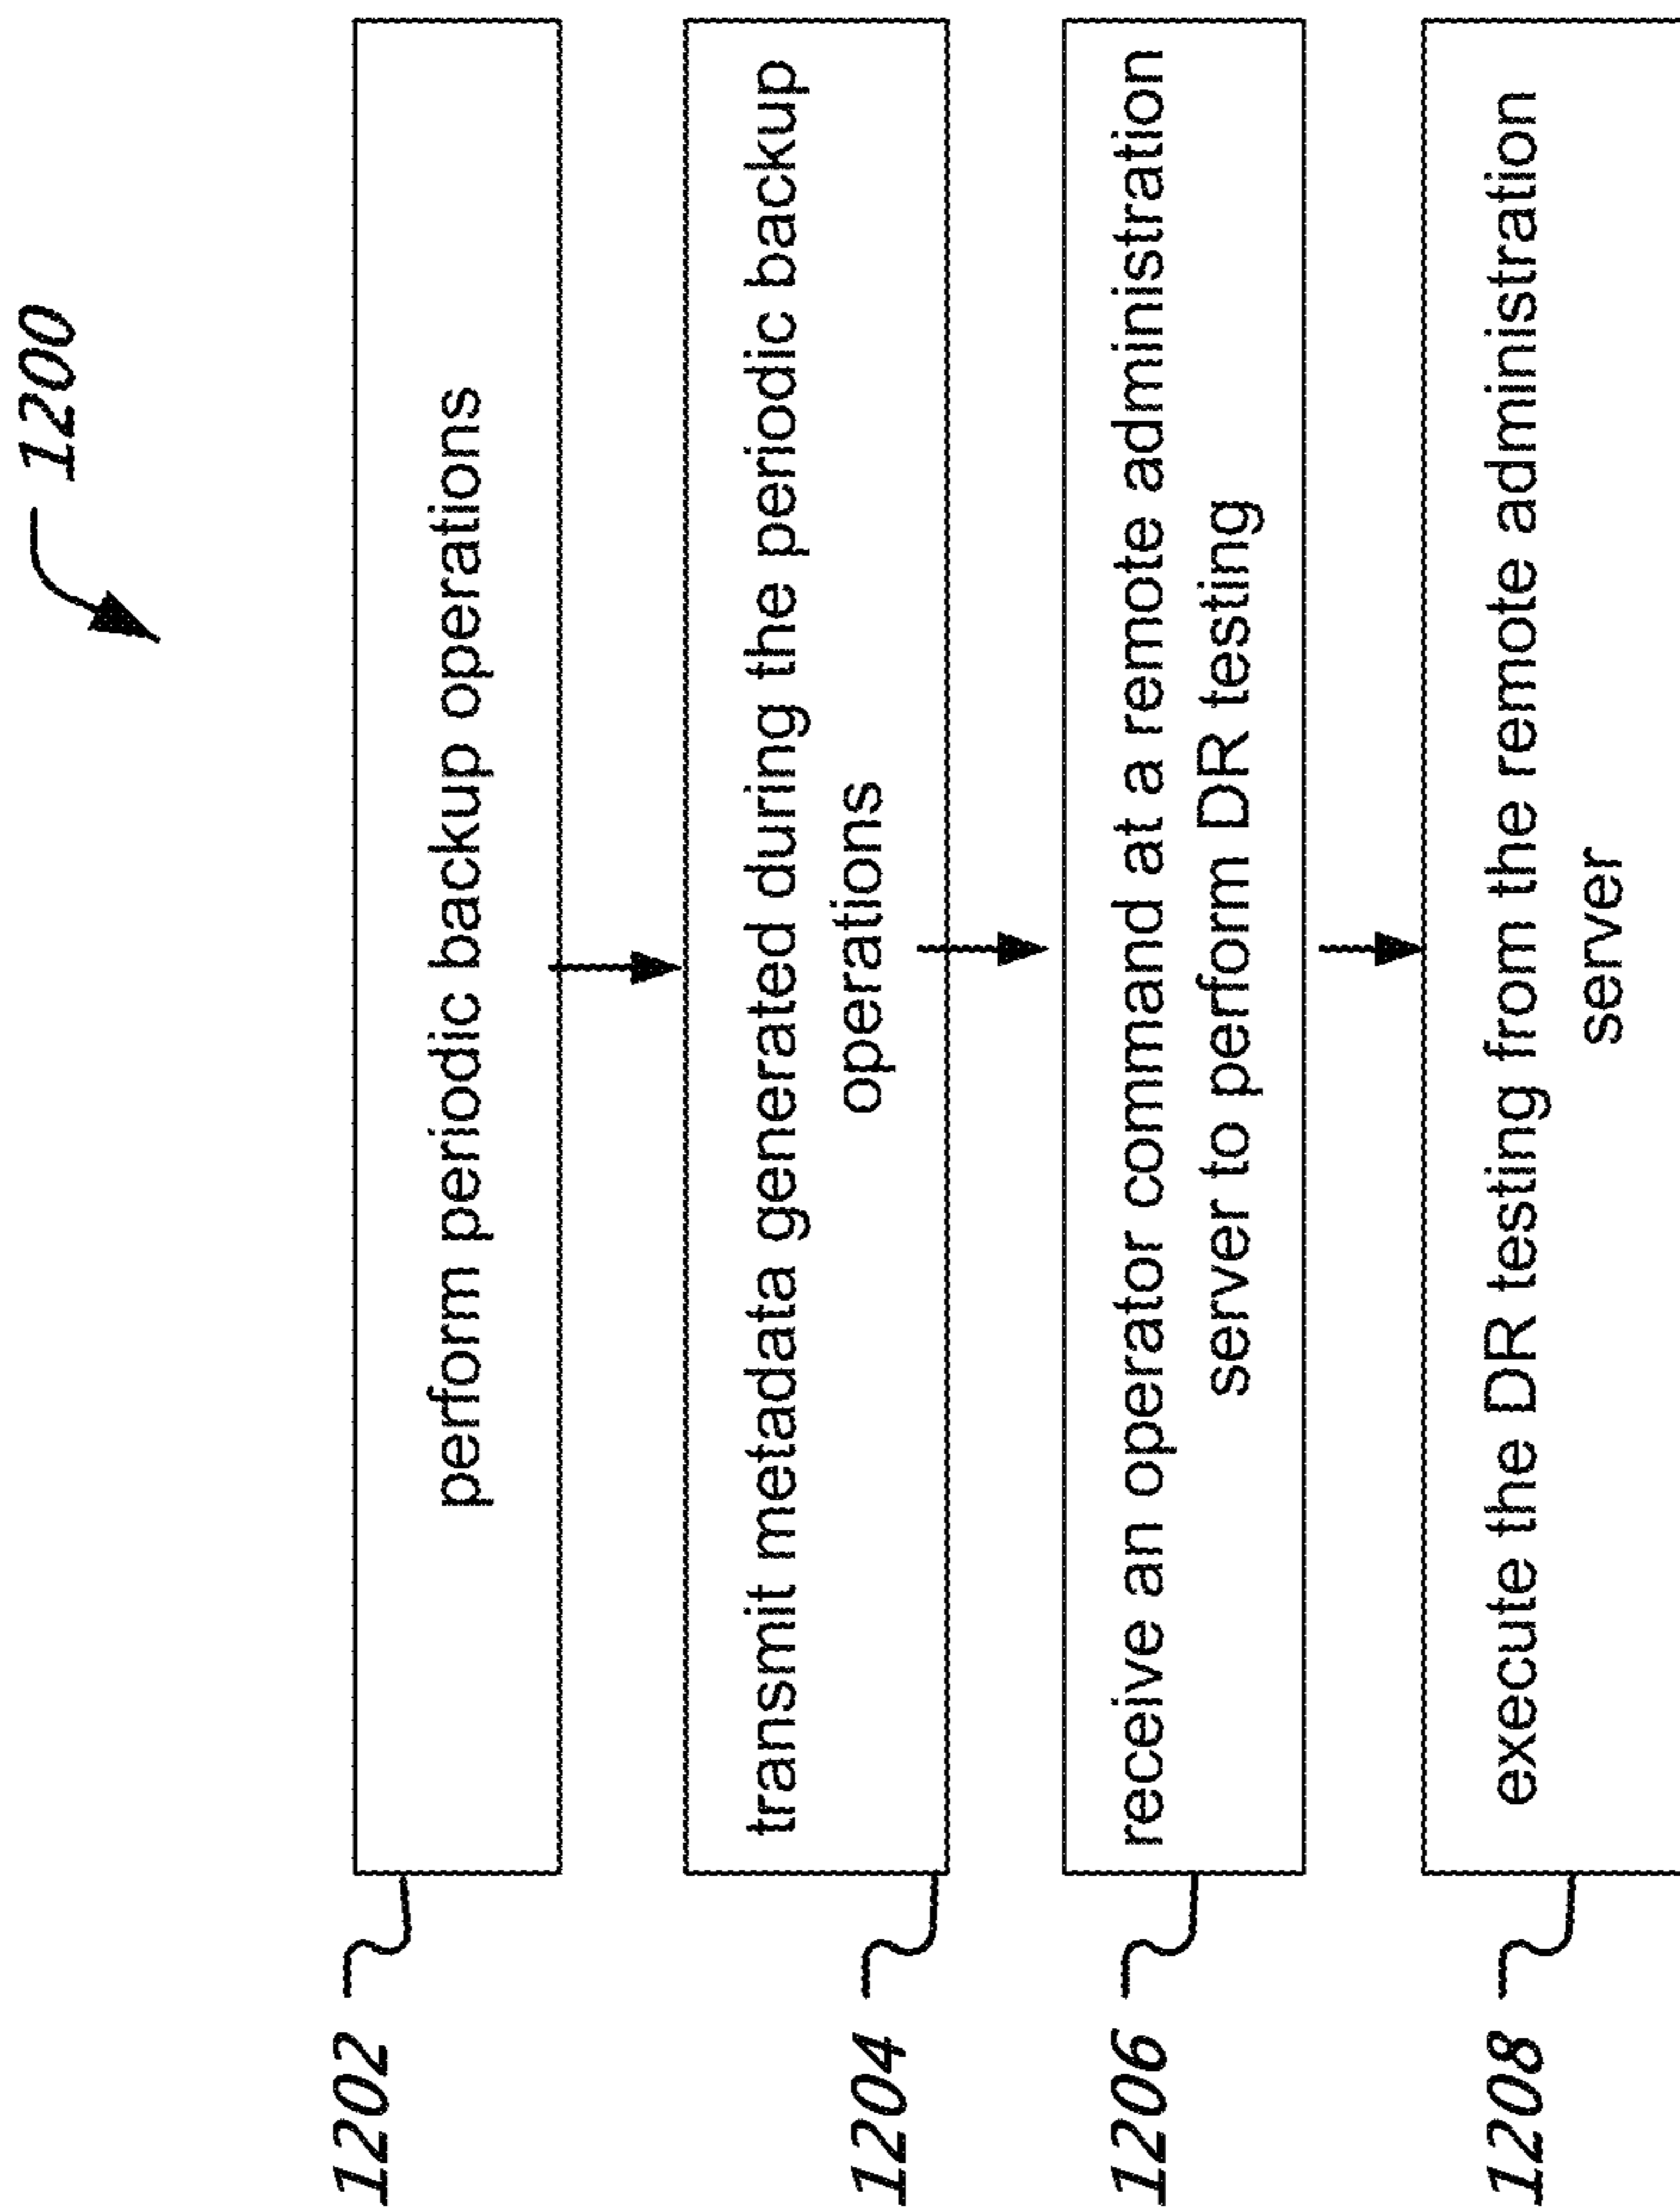 1200
1202
perform periodic backup operations
1204
transmit metadata generated during the periodic backup
operations
1206
receive an operator command at a remote administration
server to perform DR testing
1208
execute the DR testing from the remote administration
server